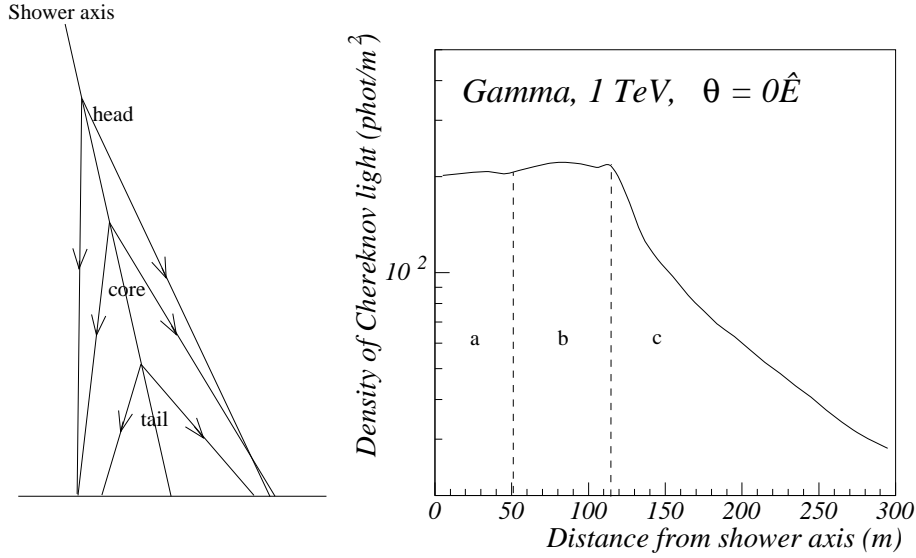 Shower axis
head
core
tail
Density of Chereknov light (phot/m²)
Gamma, 1 TeV, θ = 0Ê
10²
a
b
c
0 50 100 150 200 250 300
Distance from shower axis (m)